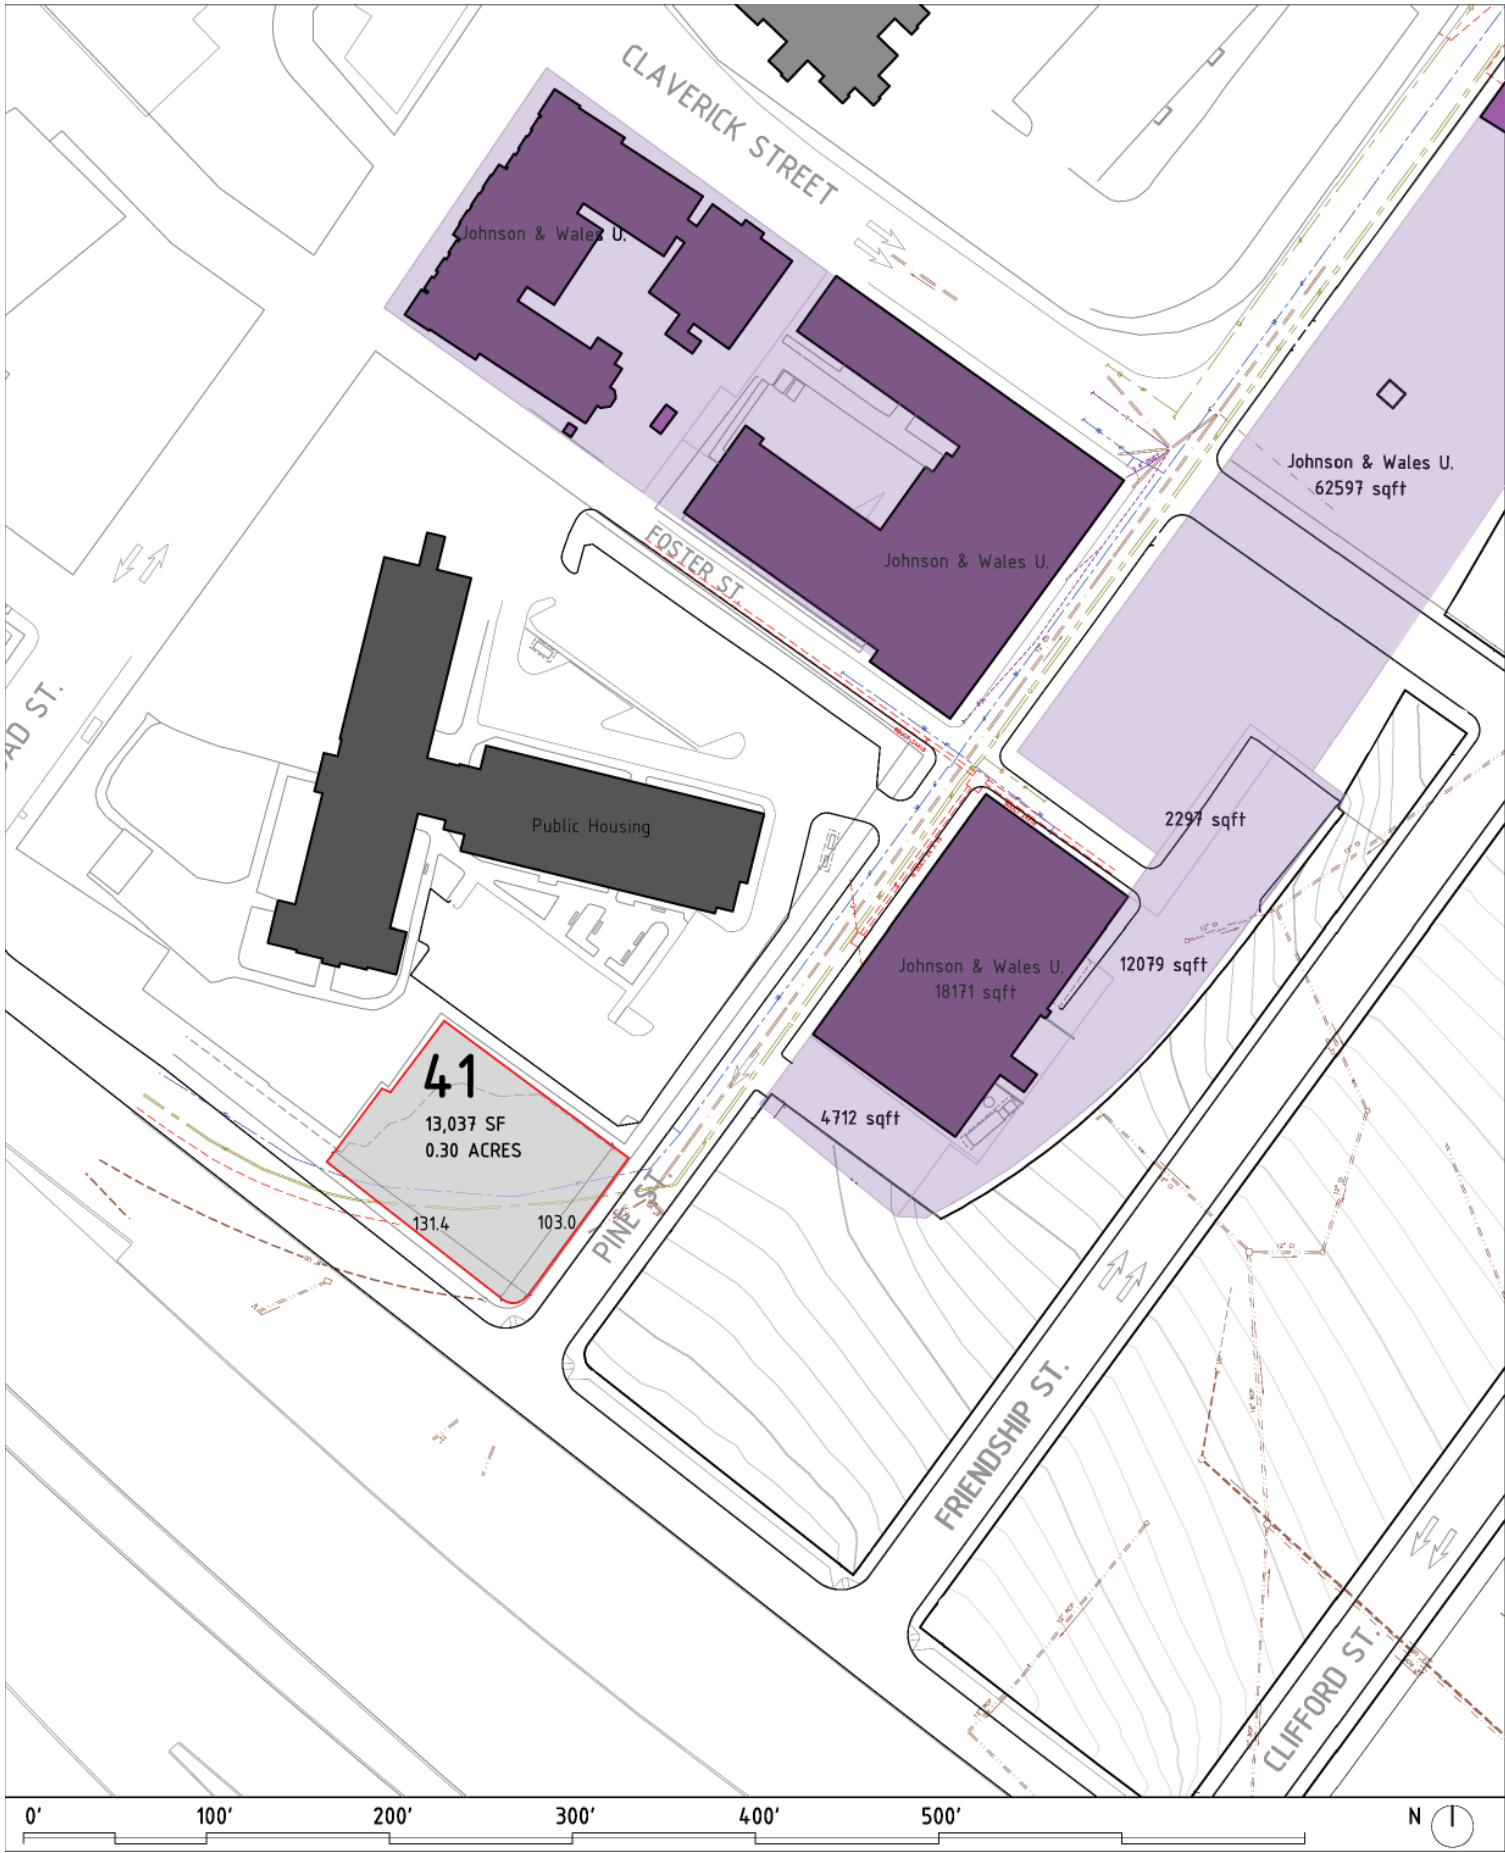 CLAVERICK STREET
Johnson & Wales U.
Johnson & Wales U.
62597 sqft
FOSTER ST.
Johnson & Wales U.
AD ST.
Public Housing
2297 sqft
Johnson & Wales U.
18171 sqft
12079 sqft
41
13,037 SF
0.30 ACRES
4712 sqft
131.4
103.0
PINE ST.
FRIENDSHIP ST.
CLIFFORD ST.
0' 100' 200' 300' 400' 500' N